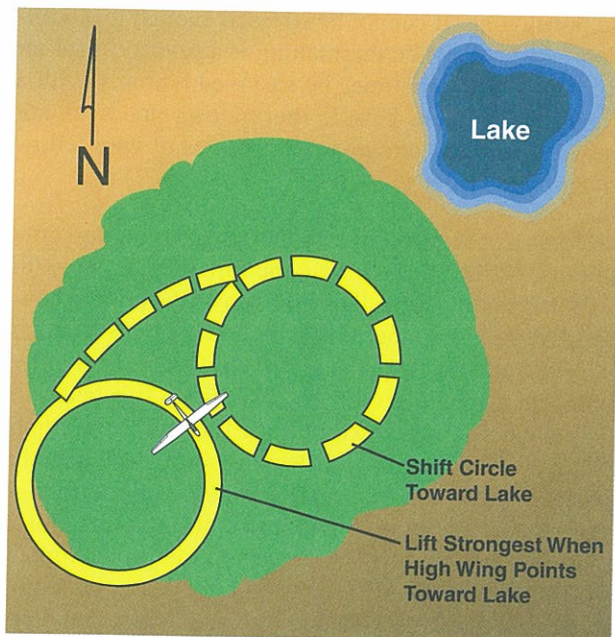 N
Lake
Shift Circle
Toward Lake
Lift Strongest When
High Wing Points
Toward Lake